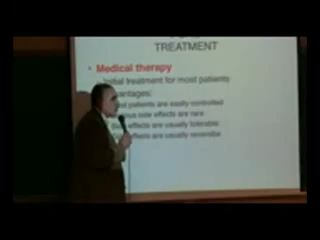 TREATMENT
• Medical therapy
Initial treatment for most patients
patients are easily controlled
side effects are rare
effects are usually tolerable
effects are usually reversible